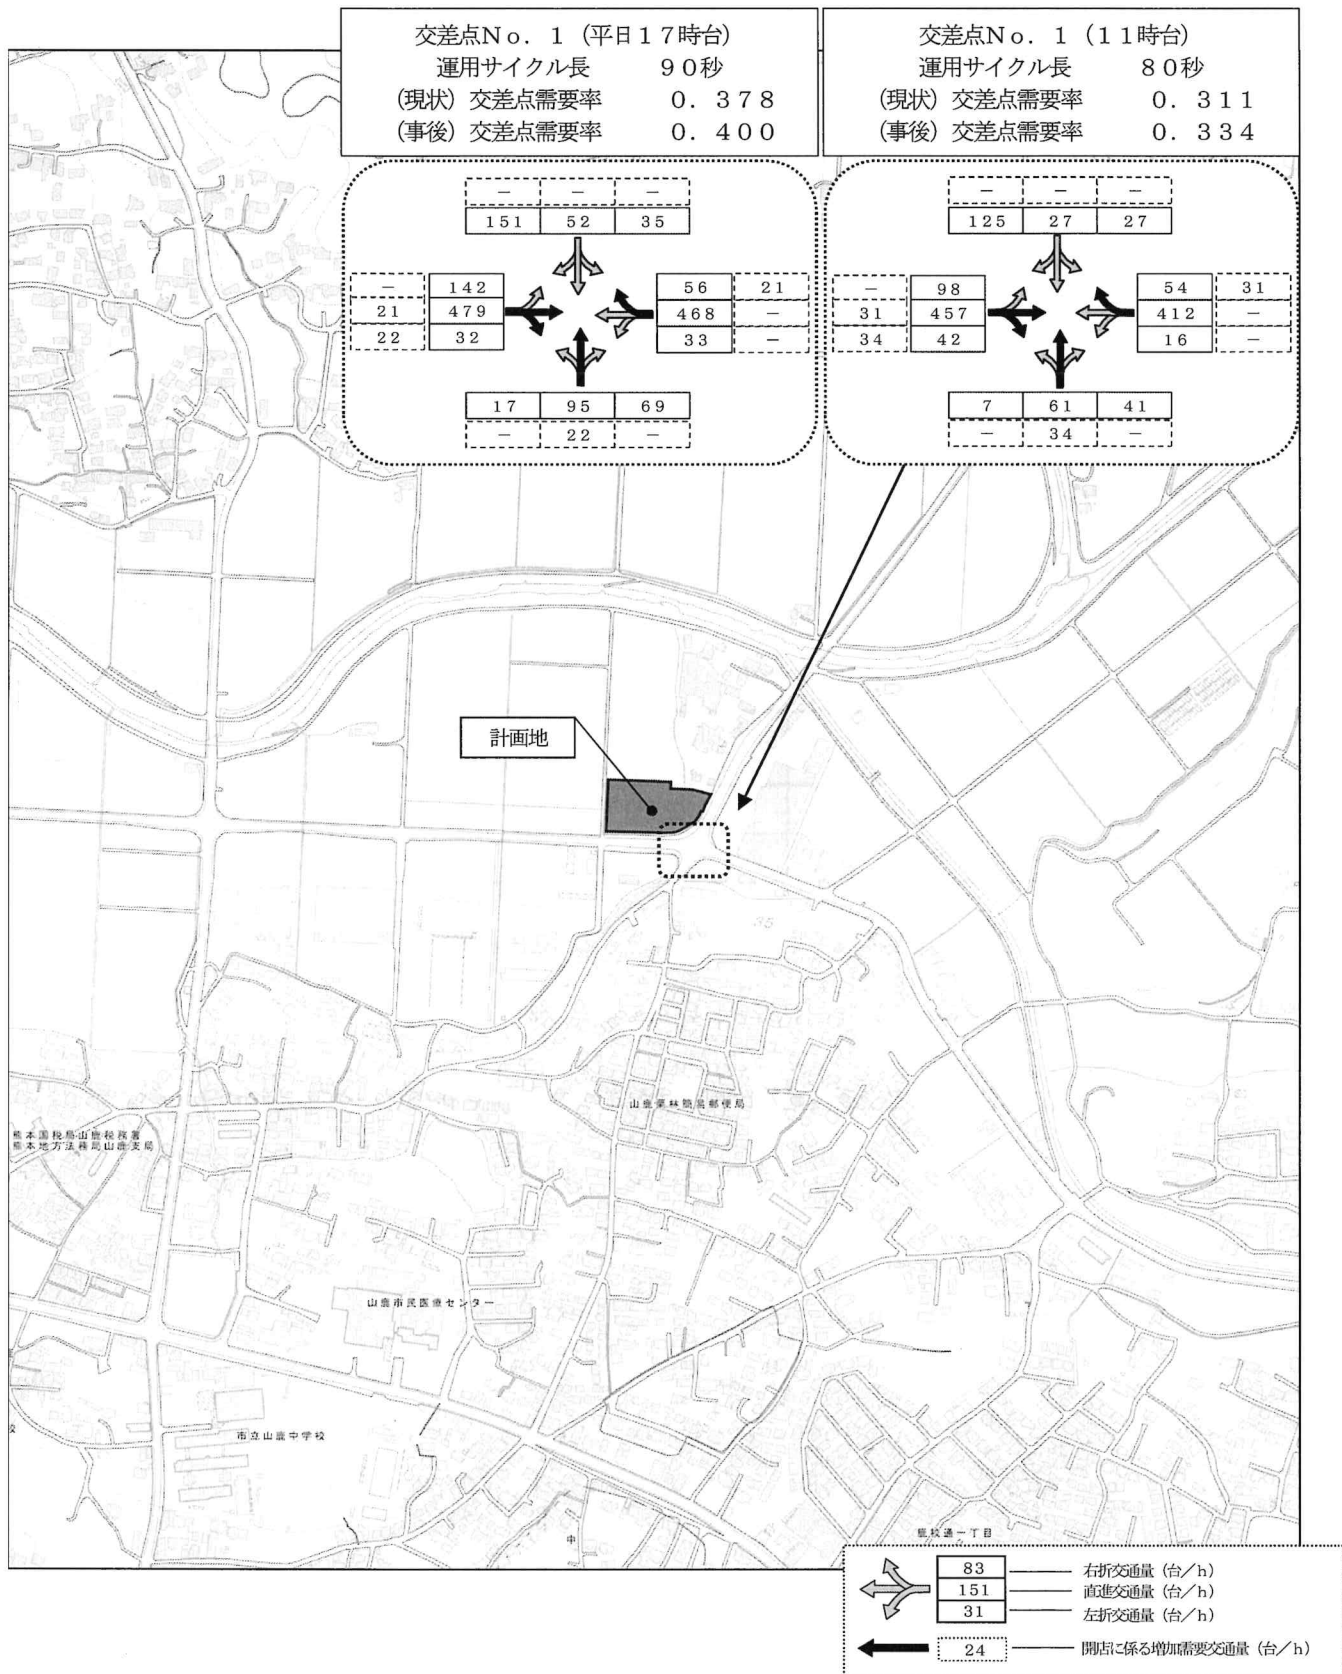 交差点No．1（平日17時台）
運用サイクル長　90秒
（現状）交差点需要率　0．378
（事後）交差点需要率　0．400
交差点No．1（11時台）
運用サイクル長　80秒
（現状）交差点需要率　0．311
（事後）交差点需要率　0．334
－ － －
151 52 35
－ 142
21 479
22 32
56 21
468 －
33 －
17 95 69
－ 22 －
－ － －
125 27 27
－ 98
31 457
34 42
54 31
412 －
16 －
7 61 41
－ 34 －
計画地
35
山鹿栗林簡易郵便局
熊本国税局山鹿税務署
熊本地方法務局山鹿支局
山鹿市民医療センター
市立山鹿中学校
校
中
鹿校通一丁目
83 右折交通量（台／h）
151 直進交通量（台／h）
31 左折交通量（台／h）
24 開店に係る増加需要交通量（台／h）